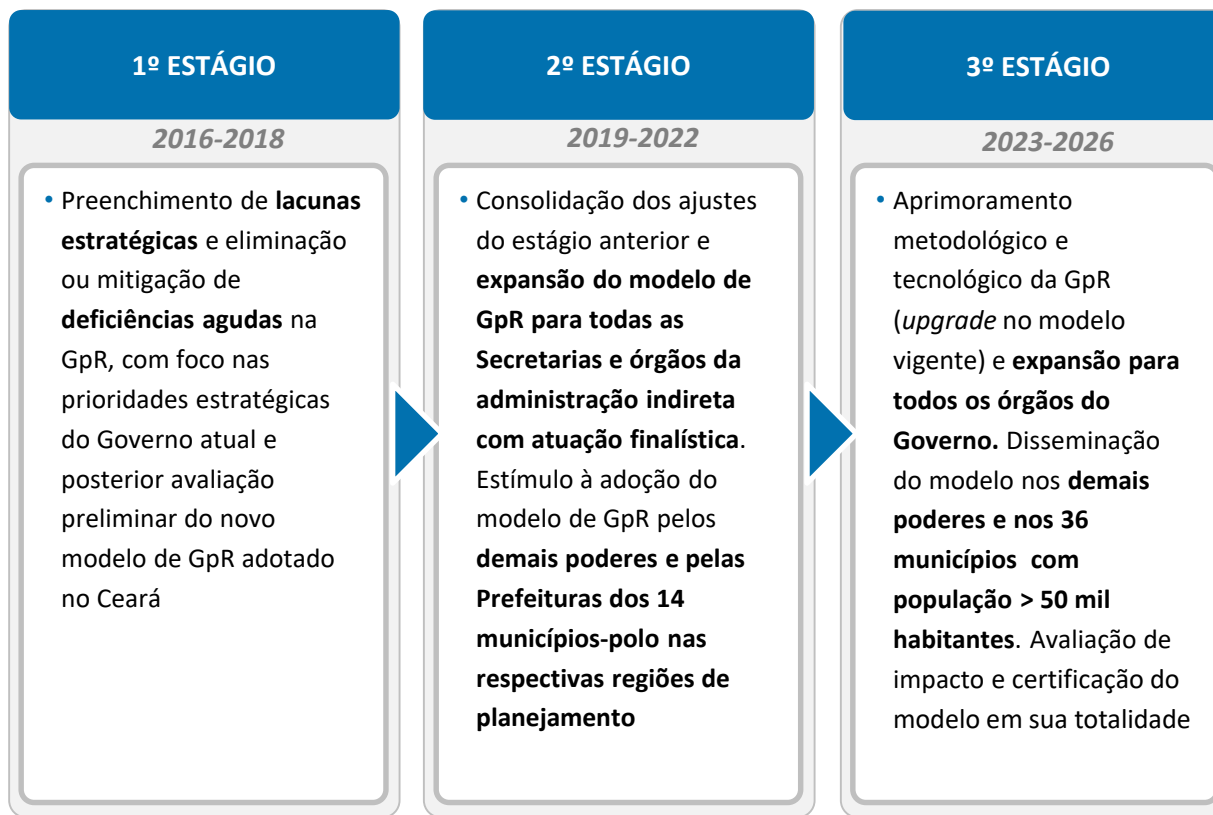 1º ESTÁGIO
2016-2018
• Preenchimento de lacunas
estratégicas e eliminação
ou mitigação de
deficiências agudas na
GpR, com foco nas
prioridades estratégicas
do Governo atual e
posterior avaliação
preliminar do novo
modelo de GpR adotado
no Ceará
2º ESTÁGIO
2019-2022
• Consolidação dos ajustes
do estágio anterior e
expansão do modelo de
GpR para todas as
Secretarias e órgãos da
administração indireta
com atuação finalística.
Estímulo à adoção do
modelo de GpR pelos
demais poderes e pelas
Prefeituras dos 14
municípios-polo nas
respectivas regiões de
planejamento
3º ESTÁGIO
2023-2026
• Aprimoramento
metodológico e
tecnológico da GpR
(upgrade no modelo
vigente) e expansão para
todos os órgãos do
Governo. Disseminação
do modelo nos demais
poderes e nos 36
municípios com
população > 50 mil
habitantes. Avaliação de
impacto e certificação do
modelo em sua totalidade